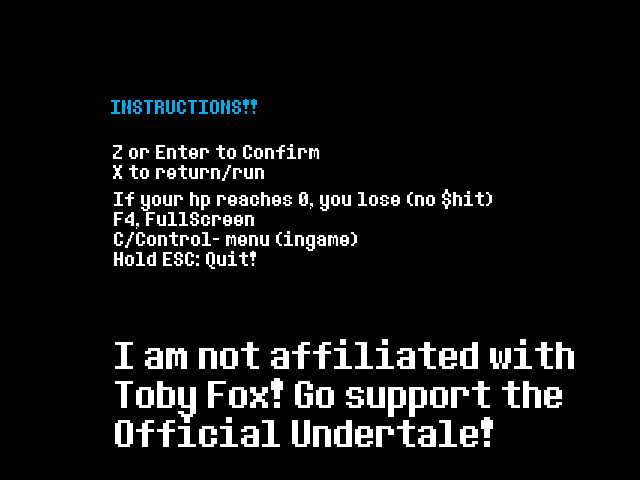 INSTRUCTIONS!!
Z or Enter to Confirm
X to return/run
If your hp reaches 0, you lose (no $hit)
F4, FullScreen
C/Control- menu (ingame)
Hold ESC: Quit!
I am not affiliated with
Toby Fox! Go support the
Official Undertale!